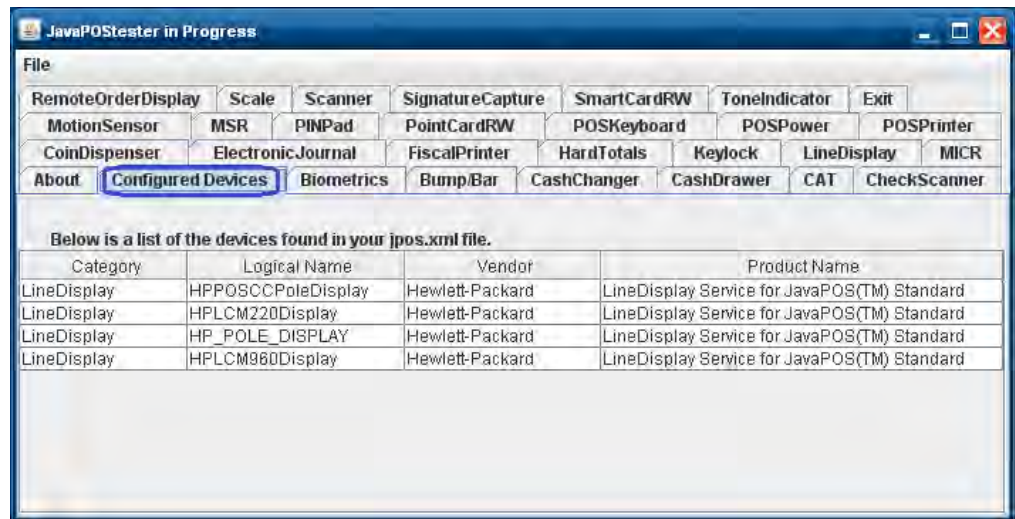 JavaPOStester in Progress
File
RemoteOrderDisplay Scale Scanner SignatureCapture SmartCardRW ToneIndicator Exit
MotionSensor MSR PINPad PointCardRW POSKeyboard POSPower POSPrinter
CoinDispenser ElectronicJournal FiscalPrinter HardTotals Keylock LineDisplay MICR
About Configured Devices Biometrics BumpBar CashChanger CashDrawer CAT CheckScanner
Below is a list of the devices found in your jpos.xml file.
Category Logical Name Vendor Product Name
LineDisplay HPPOSCCPoleDisplay Hewlett-Packard LineDisplay Service for JavaPOS(TM) Standard
LineDisplay HPLCM220Display Hewlett-Packard LineDisplay Service for JavaPOS(TM) Standard
LineDisplay HP_POLE_DISPLAY Hewlett-Packard LineDisplay Service for JavaPOS(TM) Standard
LineDisplay HPLCM960Display Hewlett-Packard LineDisplay Service for JavaPOS(TM) Standard